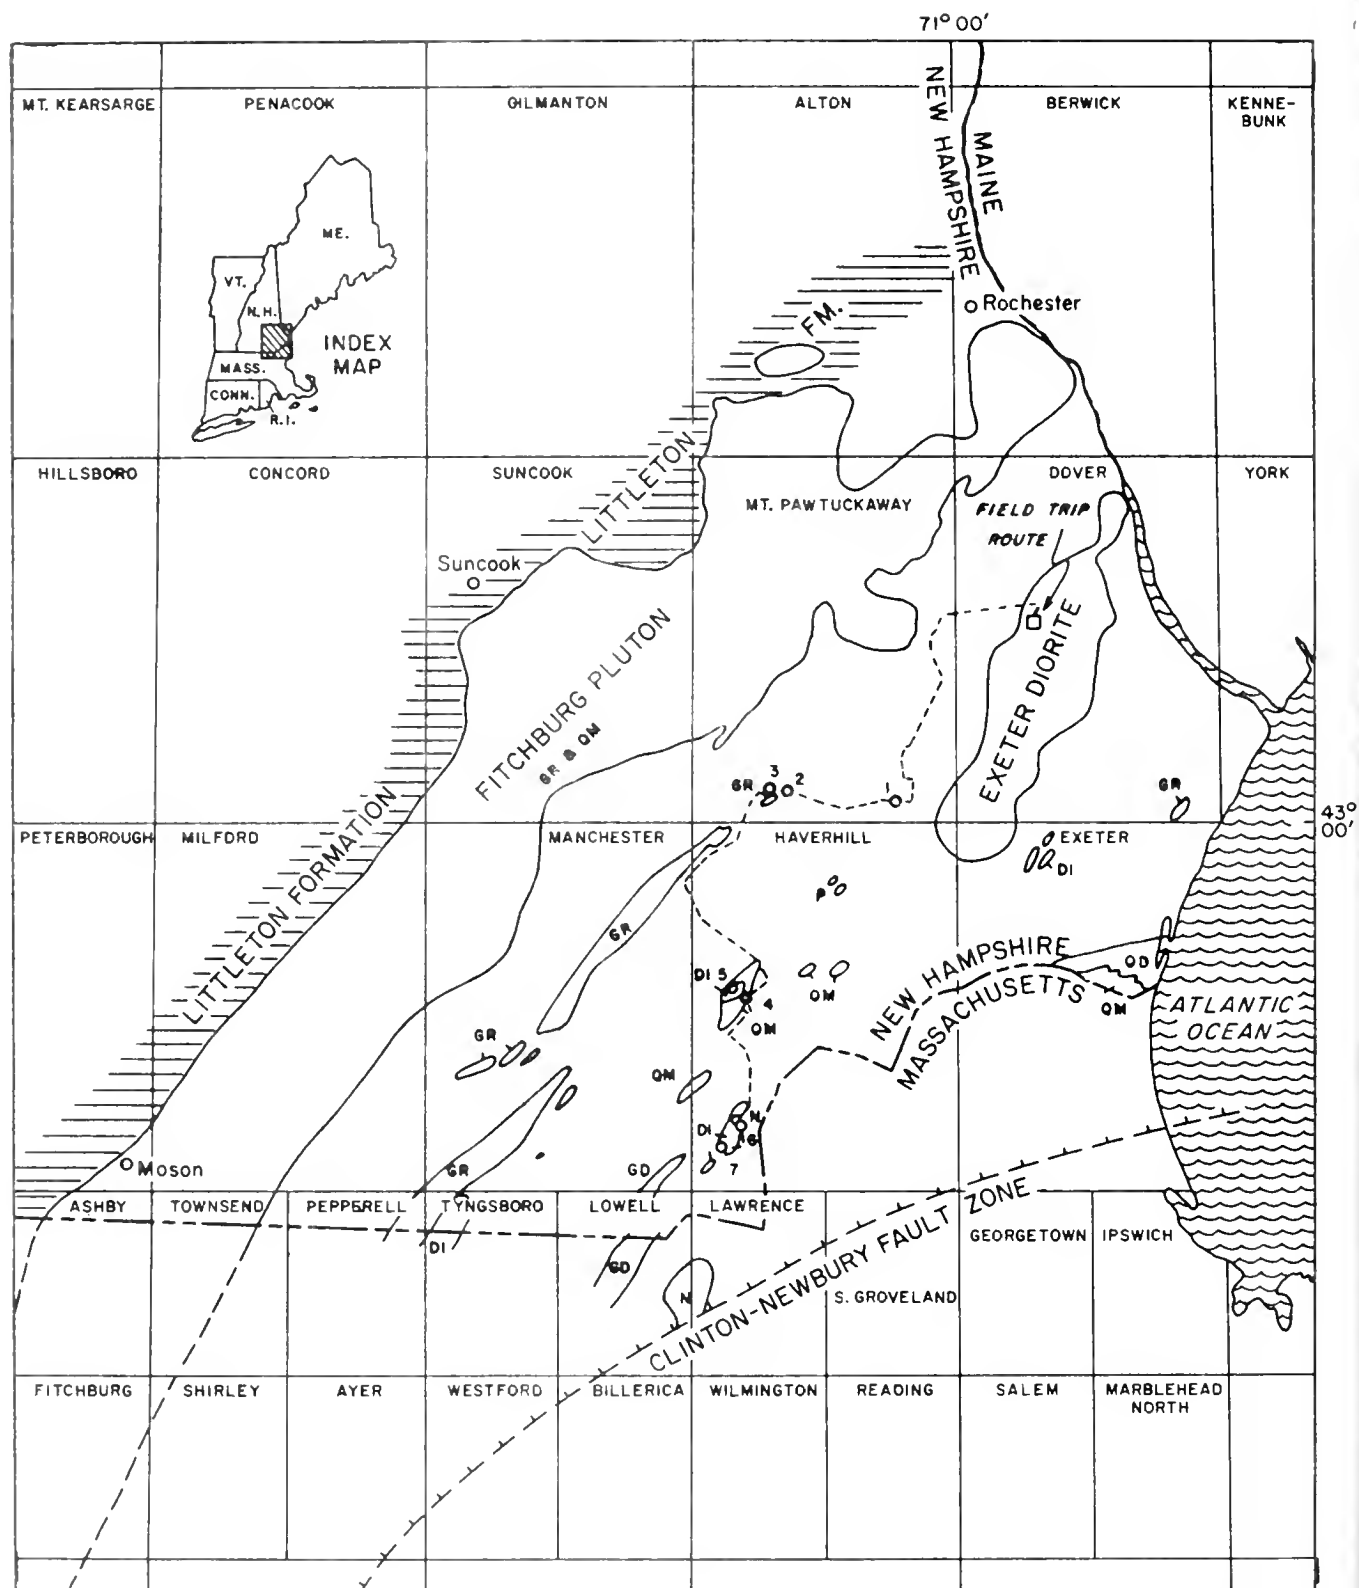 71° 00'
MT. KEARSARGE
PENACOOK
GILMANTON
ALTON
BERWICK
KENNE-
BUNK
NEW HAMPSHIRE
MAINE
ME.
VT.
N.H.
MASS.
CONN.
R.I.
INDEX
MAP
Rochester
LITTLETON FM.
HILLSBORO
CONCORD
SUNCOOK
MT. PAWTUCKAWAY
DOVER
YORK
FIELD TRIP
ROUTE
Suncook
FITCHBURG PLUTON
GR & QM
EXETER DIORITE
3
2
GR
GR
43°
00'
PETERBOROUGH
MILFORD
MANCHESTER
HAVERHILL
EXETER
DI
LITTLETON FORMATION
GR
P
DI 5
4
QM
QM
NEW HAMPSHIRE
MASSACHUSETTS
QD
QM
ATLANTIC
OCEAN
GR
QM
DI
N
6
7
GR
GD
Mason
ASHBY
TOWNSEND
PEPPERELL
TYNGSBORO
LOWELL
LAWRENCE
DI
GD
N
CLINTON-NEWBURY FAULT ZONE
GEORGETOWN
IPSWICH
S. GROVELAND
FITCHBURG
SHIRLEY
AYER
WESTFORD
BILLERICA
WILMINGTON
READING
SALEM
MARBLEHEAD
NORTH